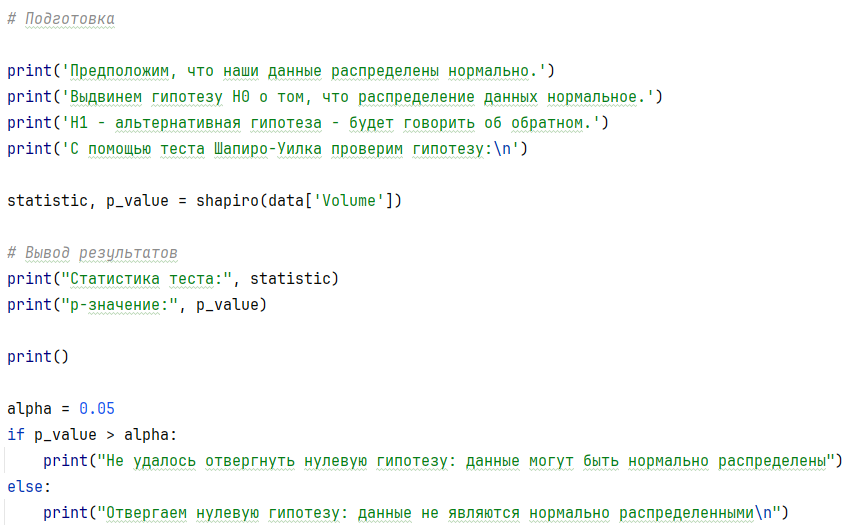 # Подготовка
print('Предположим, что наши данные распределены нормально.')
print('Выдвинем гипотезу H0 о том, что распределение данных нормальное.')
print('H1 - альтернативная гипотеза - будет говорить об обратном.')
print('С помощью теста Шапиро-Уилка проверим гипотезу:\n')
statistic, p_value = shapiro(data['Volume'])
# Вывод результатов
print("Статистика теста:", statistic)
print("p-значение:", p_value)
print()
alpha = 0.05
if p_value > alpha:
    print("Не удалось отвергнуть нулевую гипотезу: данные могут быть нормально распределены")
else:
    print("Отвергаем нулевую гипотезу: данные не являются нормально распределенными\n")